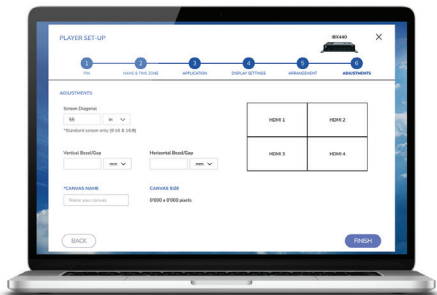 PLAYER SET-UP
iBX440
X
1 2 3 4 5 6
PIN NAME & TIME ZONE APPLICATION DISPLAY SETTINGS ARRANGEMENT ADJUSTMENTS
ADJUSTMENTS
Screen Diagonal
55 in
*Standard screen only (9:16 & 16:9)
HDMI 1 HDMI 2
Vertical Bezel/Gap Horizontal Bezel/Gap
mm mm
HDMI 3 HDMI 4
*CANVAS NAME CANVAS SIZE
Name your canvas 0'000 x 0'000 pixels
BACK FINISH